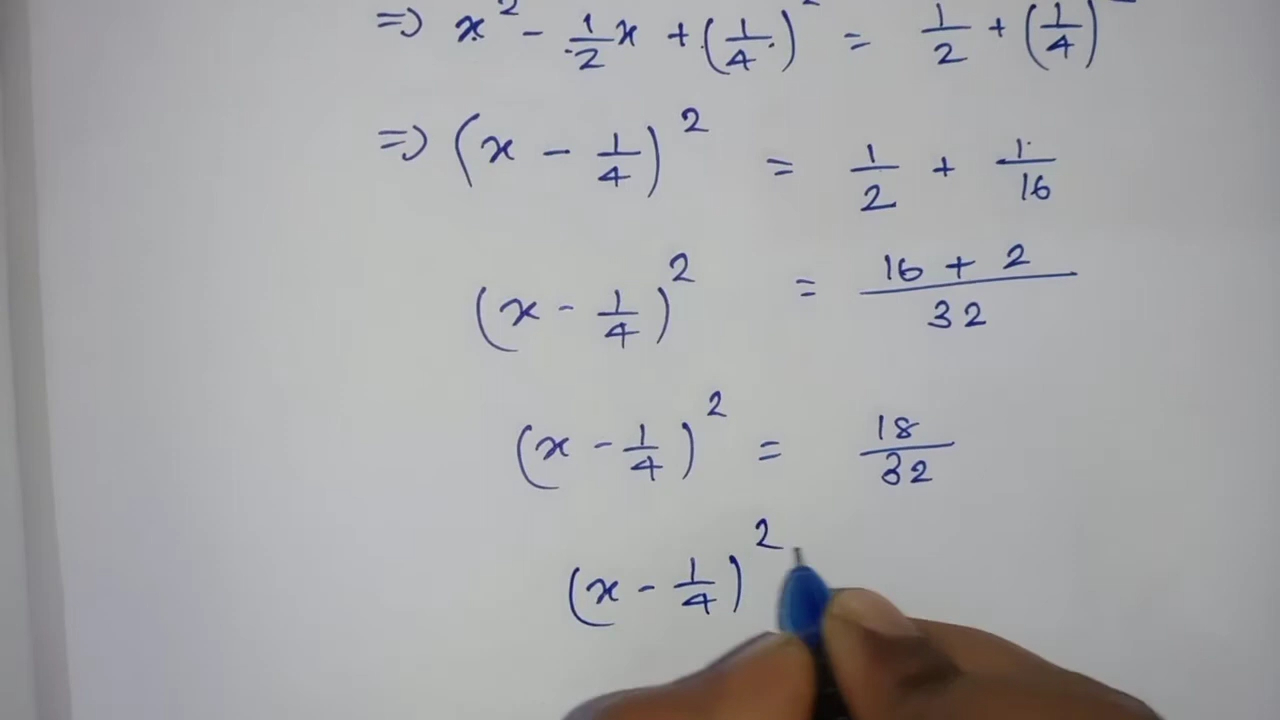 ⇒ x² - 1/2 x + (1/4)² = 1/2 + (1/4)²
⇒ (x - 1/4)² = 1/2 + 1/16
(x - 1/4)² = 16 + 2 / 32
(x - 1/4)² = 18/32
(x - 1/4)²